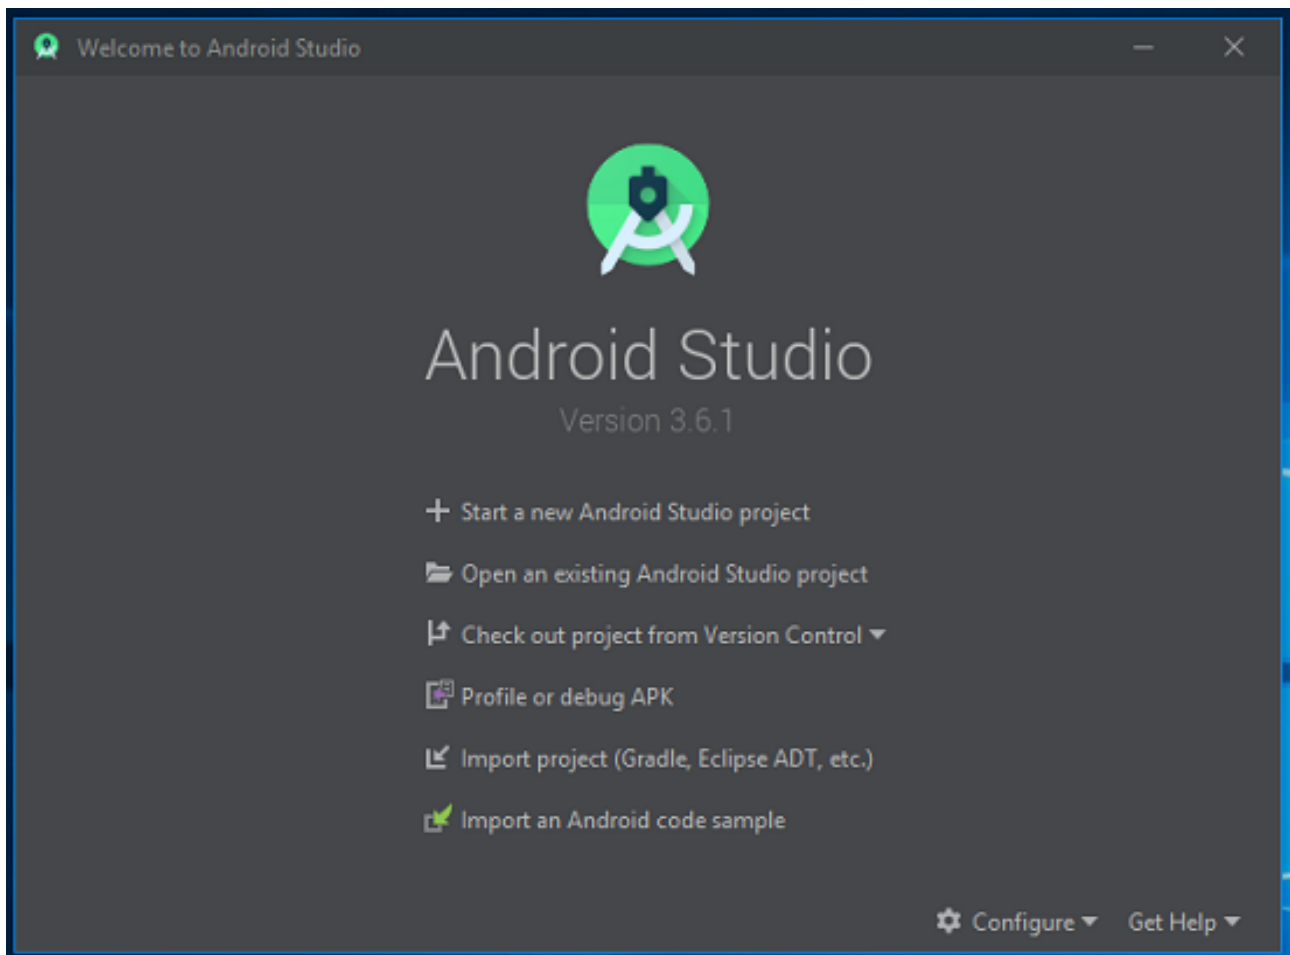 Welcome to Android Studio
Android Studio
Version 3.6.1
Start a new Android Studio project
Open an existing Android Studio project
Check out project from Version Control
Profile or debug APK
Import project (Gradle, Eclipse ADT, etc.)
Import an Android code sample
Configure Get Help